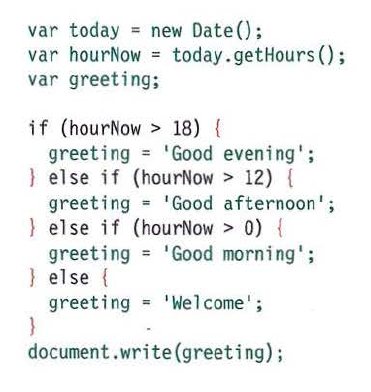 var today = new Date();
var hourNow = today.getHours();
var greeting;

if (hourNow > 18) {
  greeting = 'Good evening';
} else if (hourNow > 12) {
  greeting = 'Good afternoon';
} else if (hourNow > 0) {
  greeting = 'Good morning';
} else {
  greeting = 'Welcome';
}
document.write(greeting);